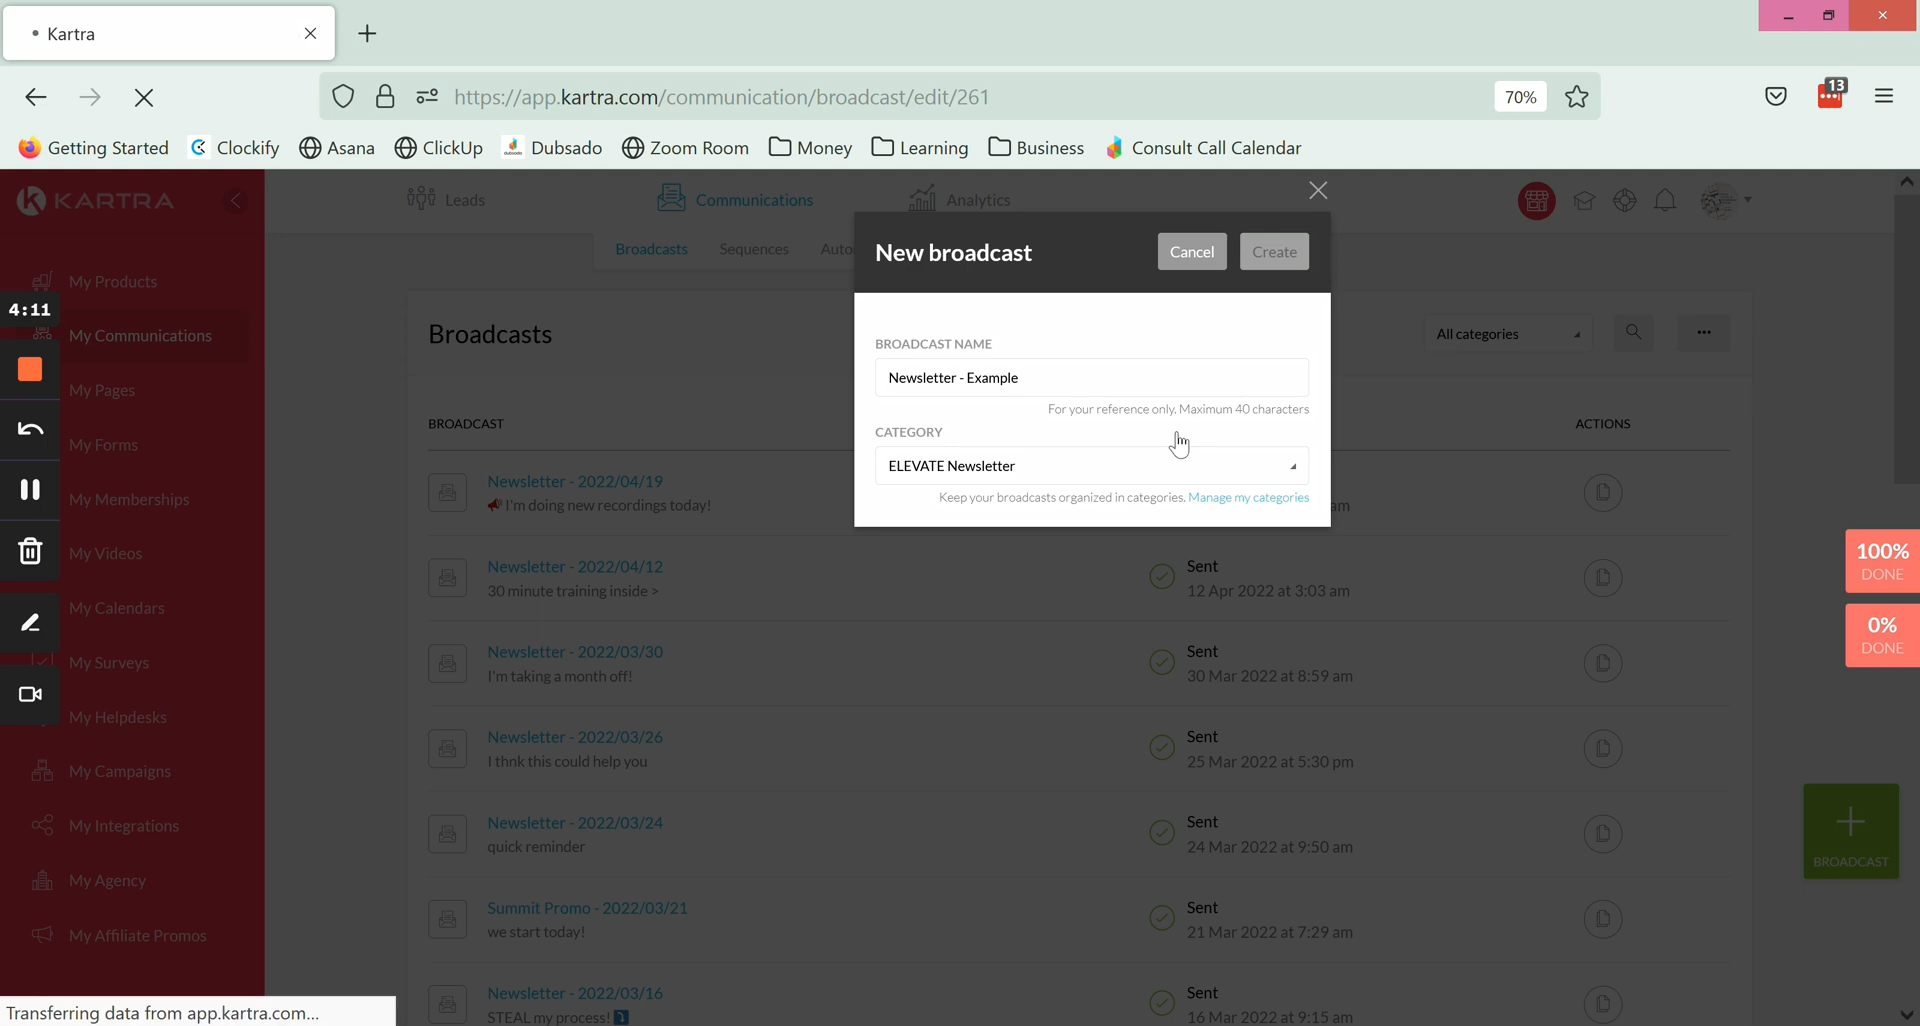 Kartra
https://app.kartra.com/communication/broadcast/edit/261
70%
13
Getting Started
Clockify
Asana
ClickUp
Dubsado
Zoom Room
Money
Learning
Business
Consult Call Calendar
KARTRA
Leads
Communications
Analytics
Broadcasts
Sequences
Auto
My Products
4:11
My Communications
My Pages
My Forms
My Memberships
My Videos
My Calendars
My Surveys
My Helpdesks
My Campaigns
My Integrations
My Agency
My Affiliate Promos
New broadcast
Cancel
Create
BROADCAST NAME
Newsletter - Example
For your reference only. Maximum 40 characters
CATEGORY
ELEVATE Newsletter
Keep your broadcasts organized in categories. Manage my categories
Broadcasts
All categories
BROADCAST
ACTIONS
Newsletter - 2022/04/19
I'm doing new recordings today!
am
Newsletter - 2022/04/12
30 minute training inside >
Sent
12 Apr 2022 at 3:03 am
Newsletter - 2022/03/30
I'm taking a month off!
Sent
30 Mar 2022 at 8:59 am
Newsletter - 2022/03/26
I thnk this could help you
Sent
25 Mar 2022 at 5:30 pm
Newsletter - 2022/03/24
quick reminder
Sent
24 Mar 2022 at 9:50 am
Summit Promo - 2022/03/21
we start today!
Sent
21 Mar 2022 at 7:29 am
Newsletter - 2022/03/16
STEAL my process!
Sent
16 Mar 2022 at 9:15 am
100%
DONE
0%
DONE
BROADCAST
Transferring data from app.kartra.com...